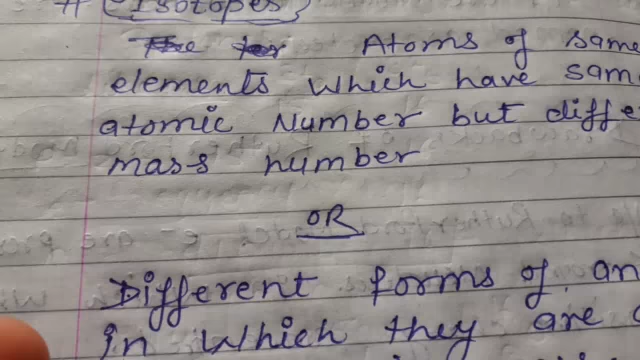 # Isotopes
Atoms of same
elements which have sam
atomic Number but diffe
mass number
OR
Different forms of an
in which they are